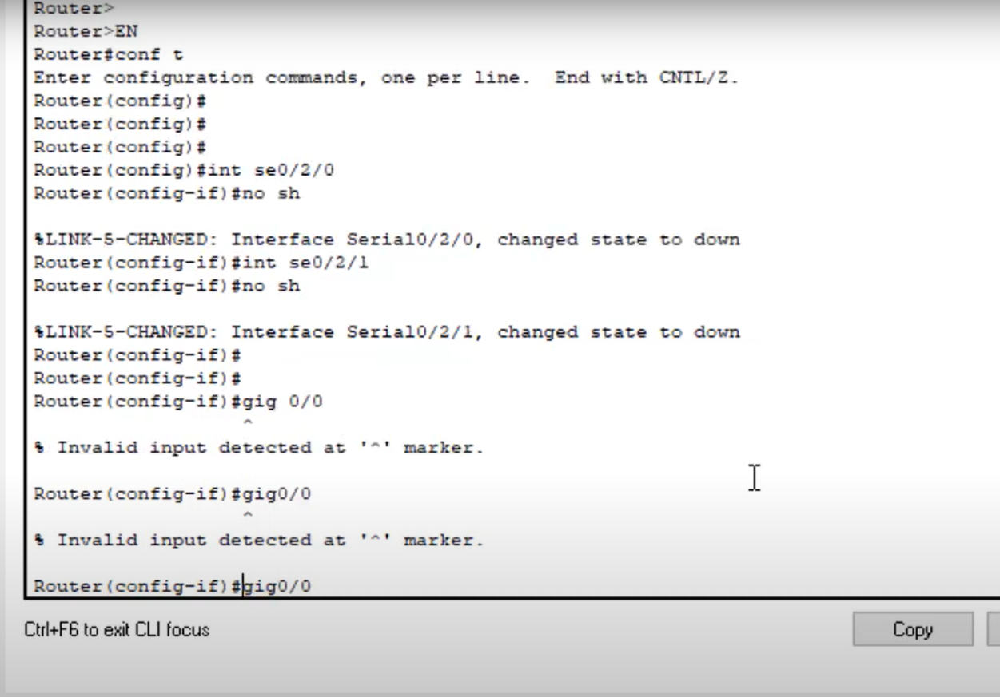 Router>
Router>EN
Router#conf t
Enter configuration commands, one per line.  End with CNTL/Z.
Router(config)#
Router(config)#
Router(config)#
Router(config)#int se0/2/0
Router(config-if)#no sh
%LINK-5-CHANGED: Interface Serial0/2/0, changed state to down
Router(config-if)#int se0/2/1
Router(config-if)#no sh
%LINK-5-CHANGED: Interface Serial0/2/1, changed state to down
Router(config-if)#
Router(config-if)#
Router(config-if)#gig 0/0
^
% Invalid input detected at '^' marker.
Router(config-if)#gig0/0
^
% Invalid input detected at '^' marker.
Router(config-if)#gig0/0
Ctrl+F6 to exit CLI focus
Copy